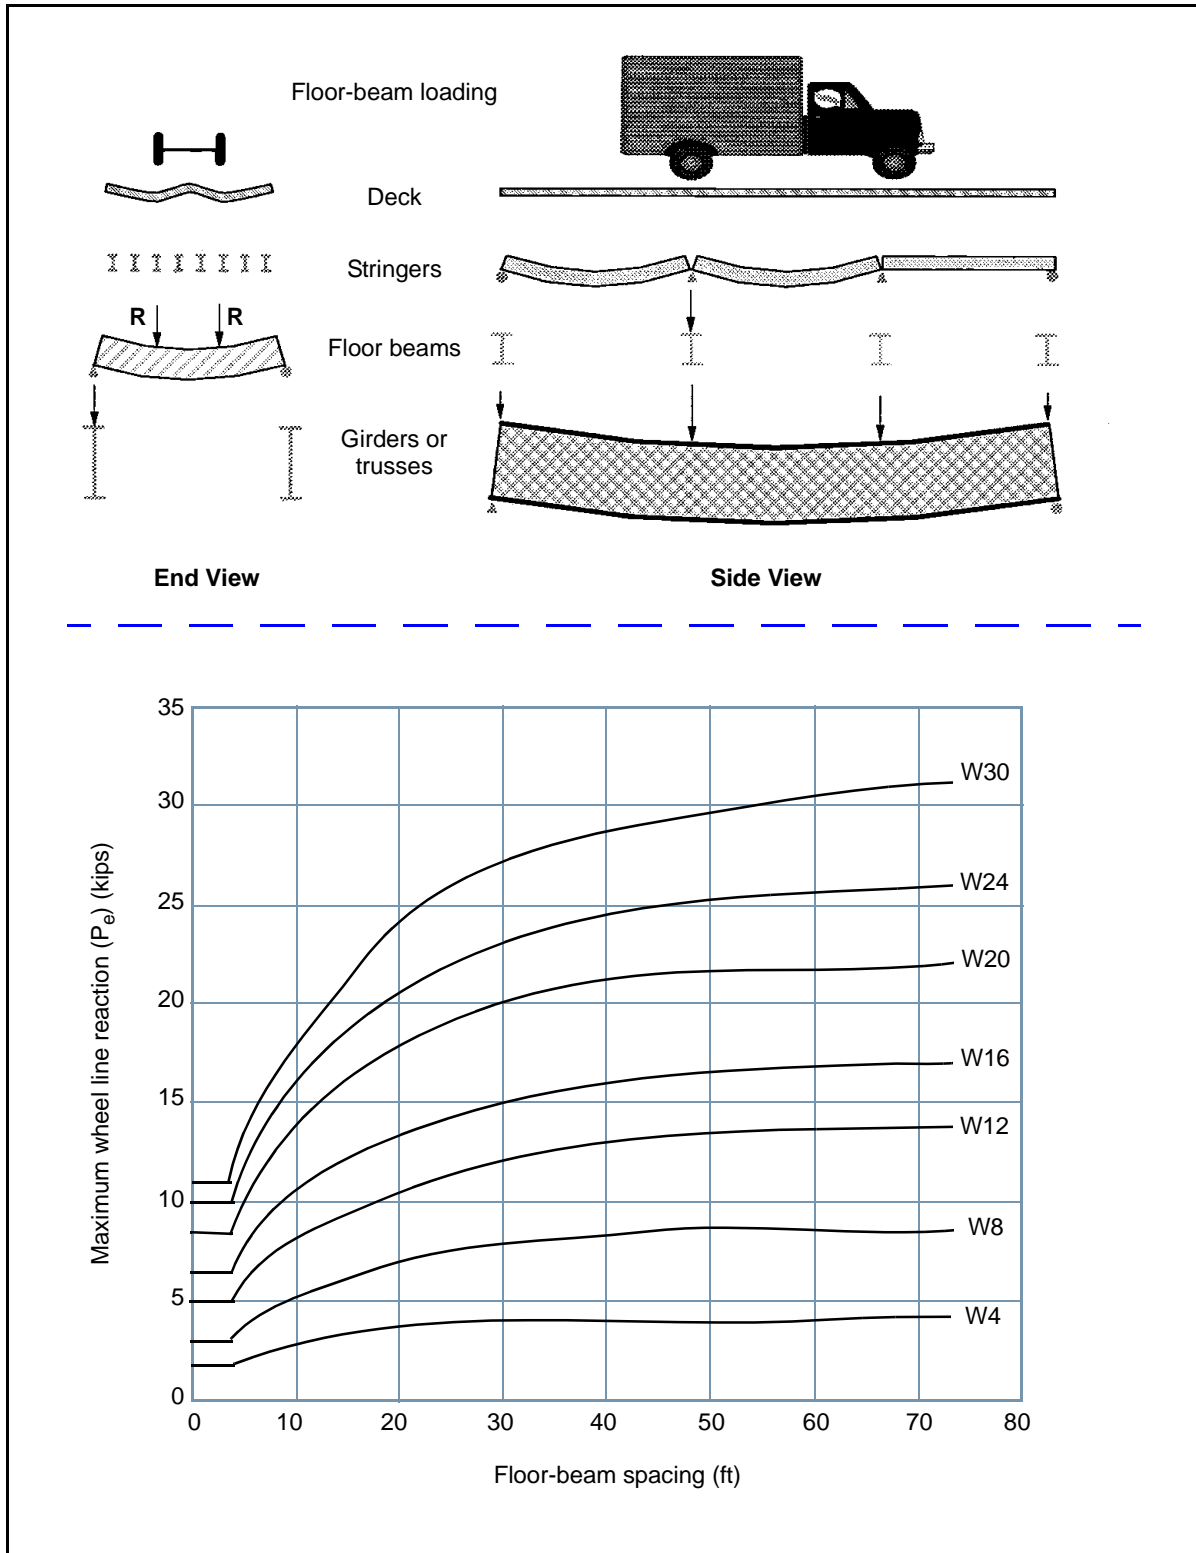 Floor-beam loading
Deck
Stringers
R R
Floor beams
Girders or
trusses
End View Side View
35
30
25
20
15
10
5
0
Maximum wheel line reaction (Pe) (kips)
W30
W24
W20
W16
W12
W8
W4
0 10 20 30 40 50 60 70 80
Floor-beam spacing (ft)